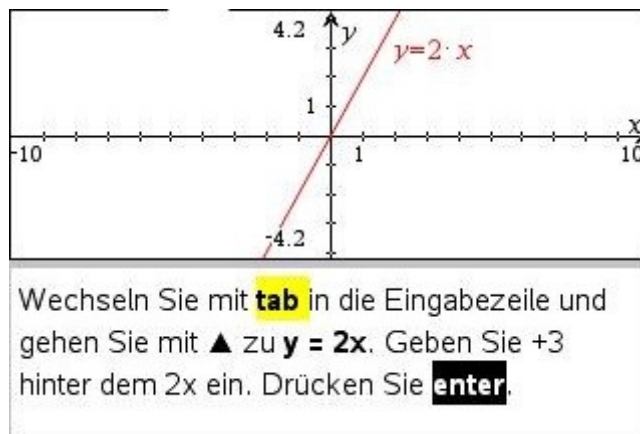 4.2
y
y=2· x
1
x
-10
1
10
-4.2
Wechseln Sie mit tab in die Eingabezeile und
gehen Sie mit ▲ zu y = 2x. Geben Sie +3
hinter dem 2x ein. Drücken Sie enter.